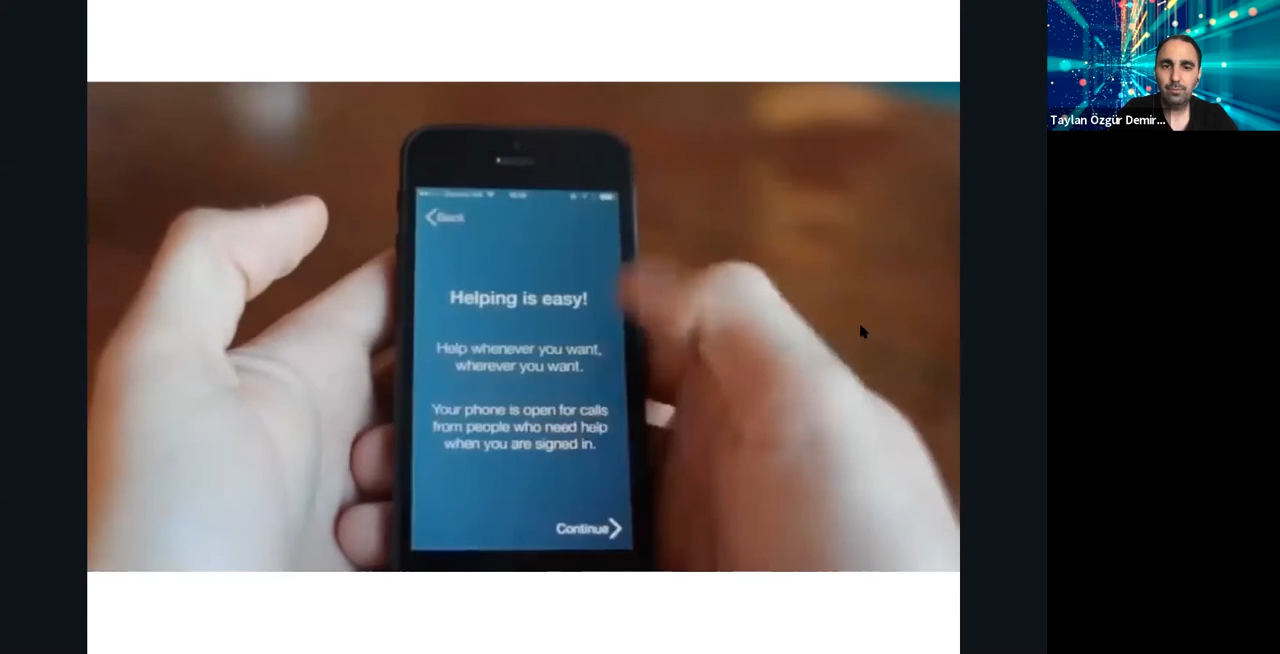 Back
Helping is easy!
Help whenever you want,
wherever you want.
Your phone is open for calls
from people who need help
when you are signed in.
Continue
Taylan Özgür Demir...